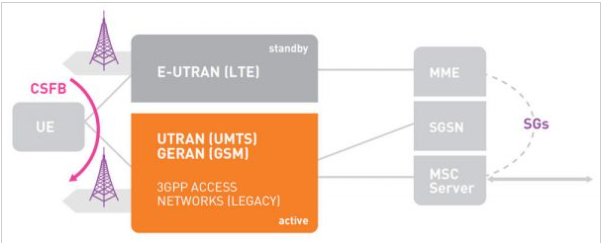 standby
E-UTRAN (LTE)
MME
CSFB
UE
UTRAN (UMTS)
GERAN (GSM)
SGSN
SGs
3GPP ACCESS
NETWORKS (LEGACY)
MSC
Server
active